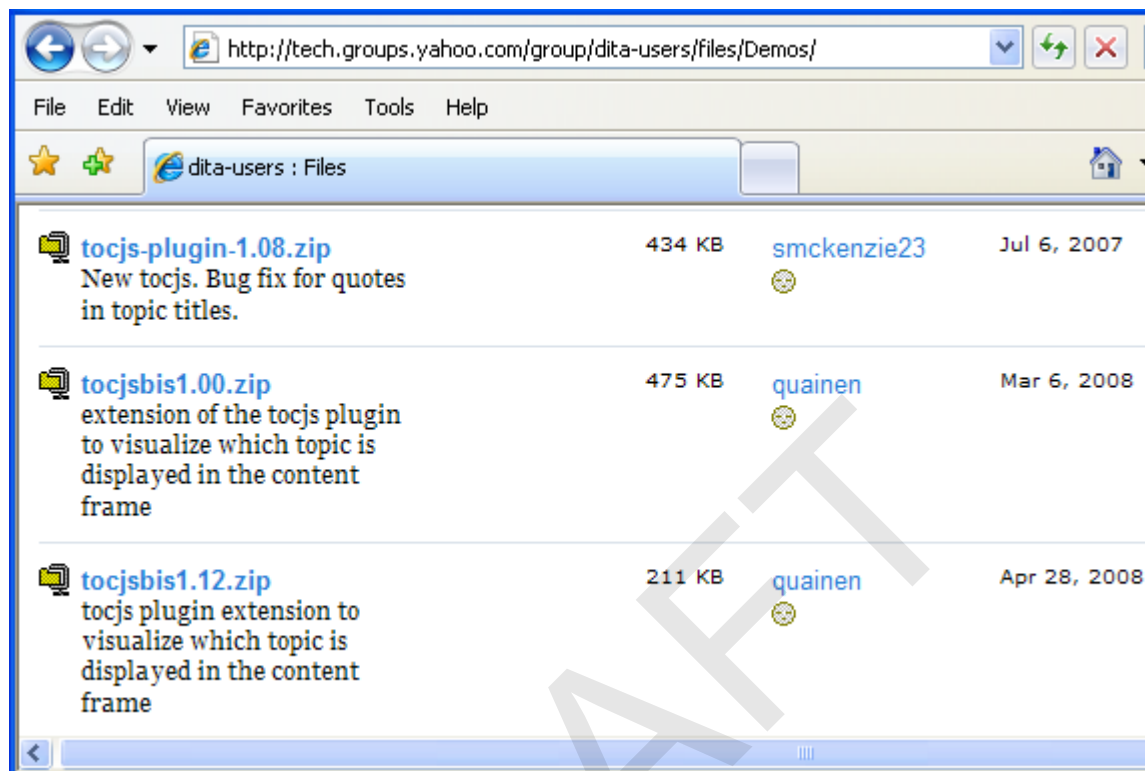 http://tech.groups.yahoo.com/group/dita-users/files/Demos/
File Edit View Favorites Tools Help
dita-users : Files
tocjs-plugin-1.08.zip 434 KB smckenzie23 Jul 6, 2007
New tocjs. Bug fix for quotes
in topic titles.
tocjsbis1.00.zip 475 KB quainen Mar 6, 2008
extension of the tocjs plugin
to visualize which topic is
displayed in the content
frame
tocjsbis1.12.zip 211 KB quainen Apr 28, 2008
tocjs plugin extension to
visualize which topic is
displayed in the content
frame
AFT